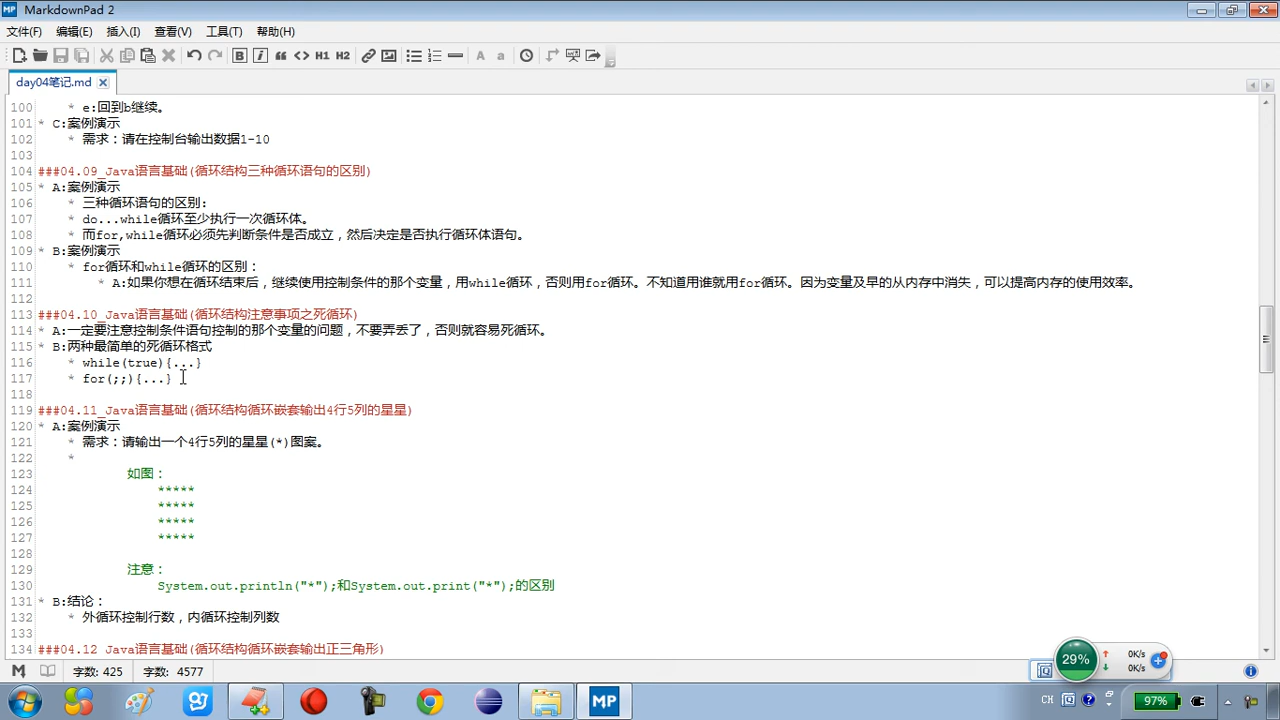 MarkdownPad 2
文件(F) 编辑(E) 插入(I) 查看(V) 工具(T) 帮助(H)
B I “ <> H1 H2 A a
day04笔记.md
100 * e:回到b继续。
101 * C:案例演示
102 * 需求：请在控制台输出数据1-10
103
104 ###04.09_Java语言基础(循环结构三种循环语句的区别)
105 * A:案例演示
106 * 三种循环语句的区别:
107 * do...while循环至少执行一次循环体。
108 * 而for,while循环必须先判断条件是否成立，然后决定是否执行循环体语句。
109 * B:案例演示
110 * for循环和while循环的区别：
111 * A:如果你想在循环结束后，继续使用控制条件的那个变量，用while循环，否则用for循环。不知道用谁就用for循环。因为变量及早的从内存中消失，可以提高内存的使用效率。
112
113 ###04.10_Java语言基础(循环结构注意事项之死循环)
114 * A:一定要注意控制条件语句控制的那个变量的问题，不要弄丢了，否则就容易死循环。
115 * B:两种最简单的死循环格式
116 * while(true){...}
117 * for(;;){...}
118
119 ###04.11_Java语言基础(循环结构循环嵌套输出4行5列的星星)
120 * A:案例演示
121 * 需求：请输出一个4行5列的星星(*)图案。
122 *
123 如图：
124 *****
125 *****
126 *****
127 *****
128
129 注意：
130 System.out.println("*");和System.out.print("*");的区别
131 * B:结论：
132 * 外循环控制行数，内循环控制列数
133
134 ###04.12_Java语言基础(循环结构循环嵌套输出正三角形)
字数: 425 字数: 4577
29% 0K/s
0K/s
MP CH 97%